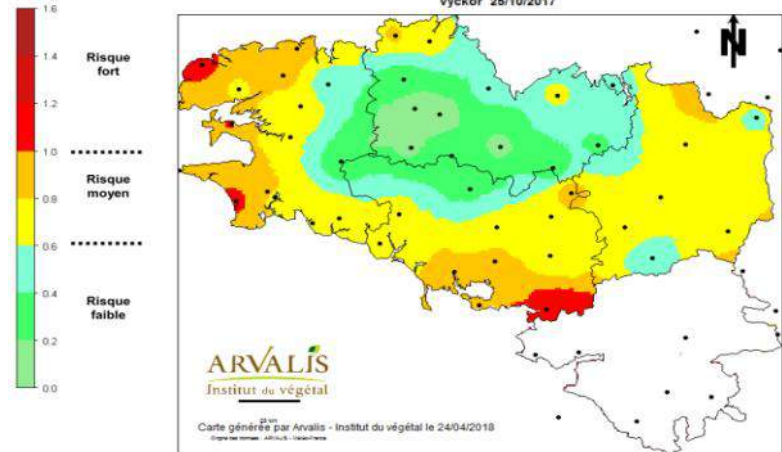 vyckor 25/10/2017
1.6
1.4
1.2
1.0
0.8
0.6
0.4
0.2
0.0
Risque
fort
Risque
moyen
Risque
faible
N
ARVALIS
Institut du végétal
Carte générée par Arvalis - Institut du végétal le 24/04/2018